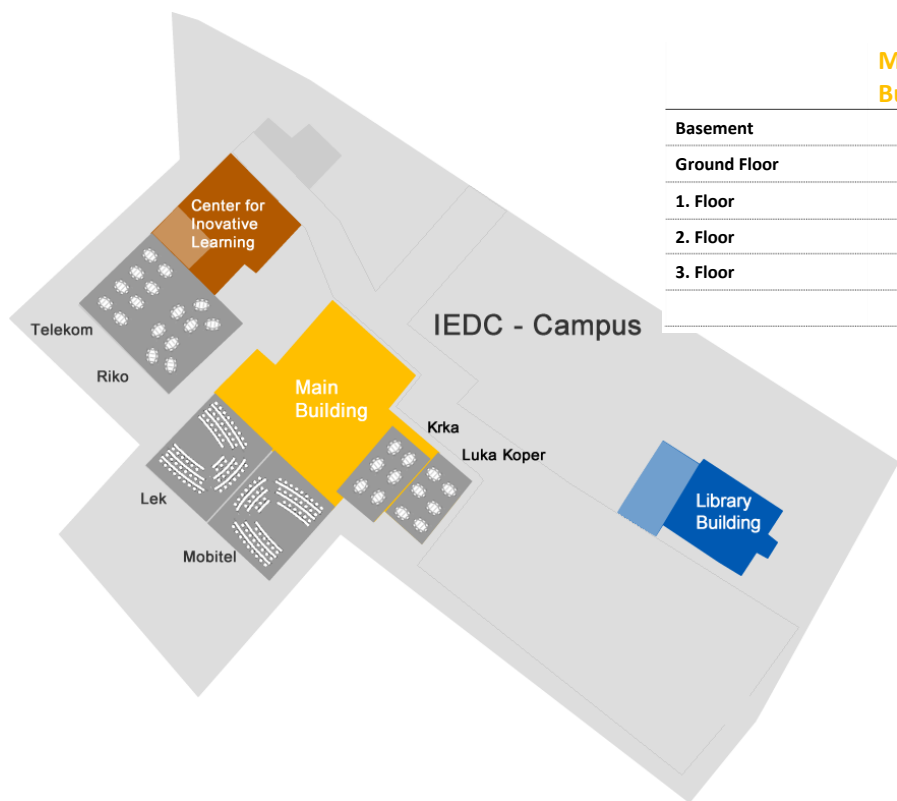 Basement
Ground Floor
1. Floor
2. Floor
3. Floor
Center for
Inovative
Learning
Telekom
Riko
IEDC - Campus
Main
Building
Krka
Luka Koper
Lek
Mobitel
Library
Building